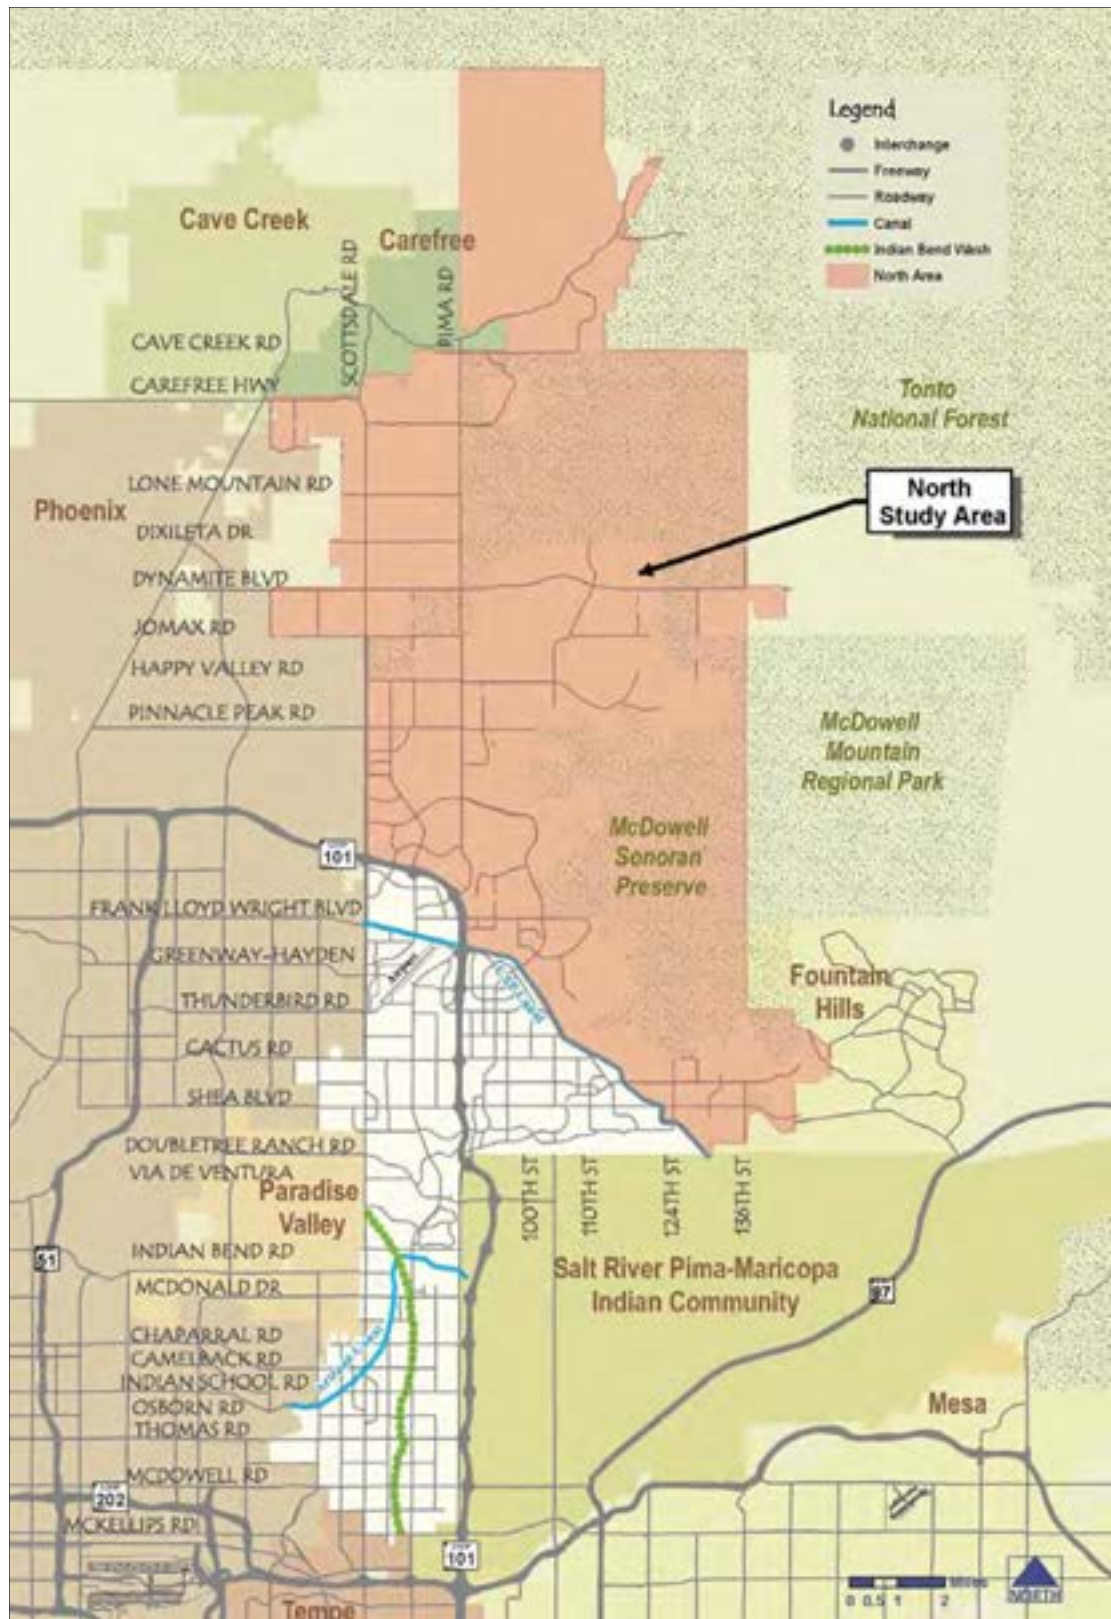 Legend
Interchange
Freeway
Roadway
Canal
Indian Bend Wash
North Area
Cave Creek
Carefree
SCOTTSDALE RD
PIMA RD
CAVE CREEK RD
CAREFREE HWY
Tonto
National Forest
North
Study Area
LONE MOUNTAIN RD
Phoenix
DIXILETA DR
DYNAMITE BLVD
JOMAX RD
HAPPY VALLEY RD
PINNACLE PEAK RD
McDowell
Mountain
Regional Park
McDowell
Sonoran
Preserve
101
FRANK LLOYD WRIGHT BLVD
GREENWAY-HAYDEN
Airport
THUNDERBIRD RD
Fountain
Hills
CACTUS RD
SHEA BLVD
DOUBLETREE RANCH RD
VIA DE VENTURA
Paradise
Valley
100TH ST
110TH ST
124TH ST
136TH ST
INDIAN BEND RD
51
MCDONALD DR
Salt River Pima-Maricopa
Indian Community
87
CHAPARRAL RD
CAMELBACK RD
INDIAN SCHOOL RD
OSBORN RD
THOMAS RD
Mesa
MCDOWELL RD
202
MCKELLIPS RD
101
Tempe
Miles
0 0.5 1 2
NORTH